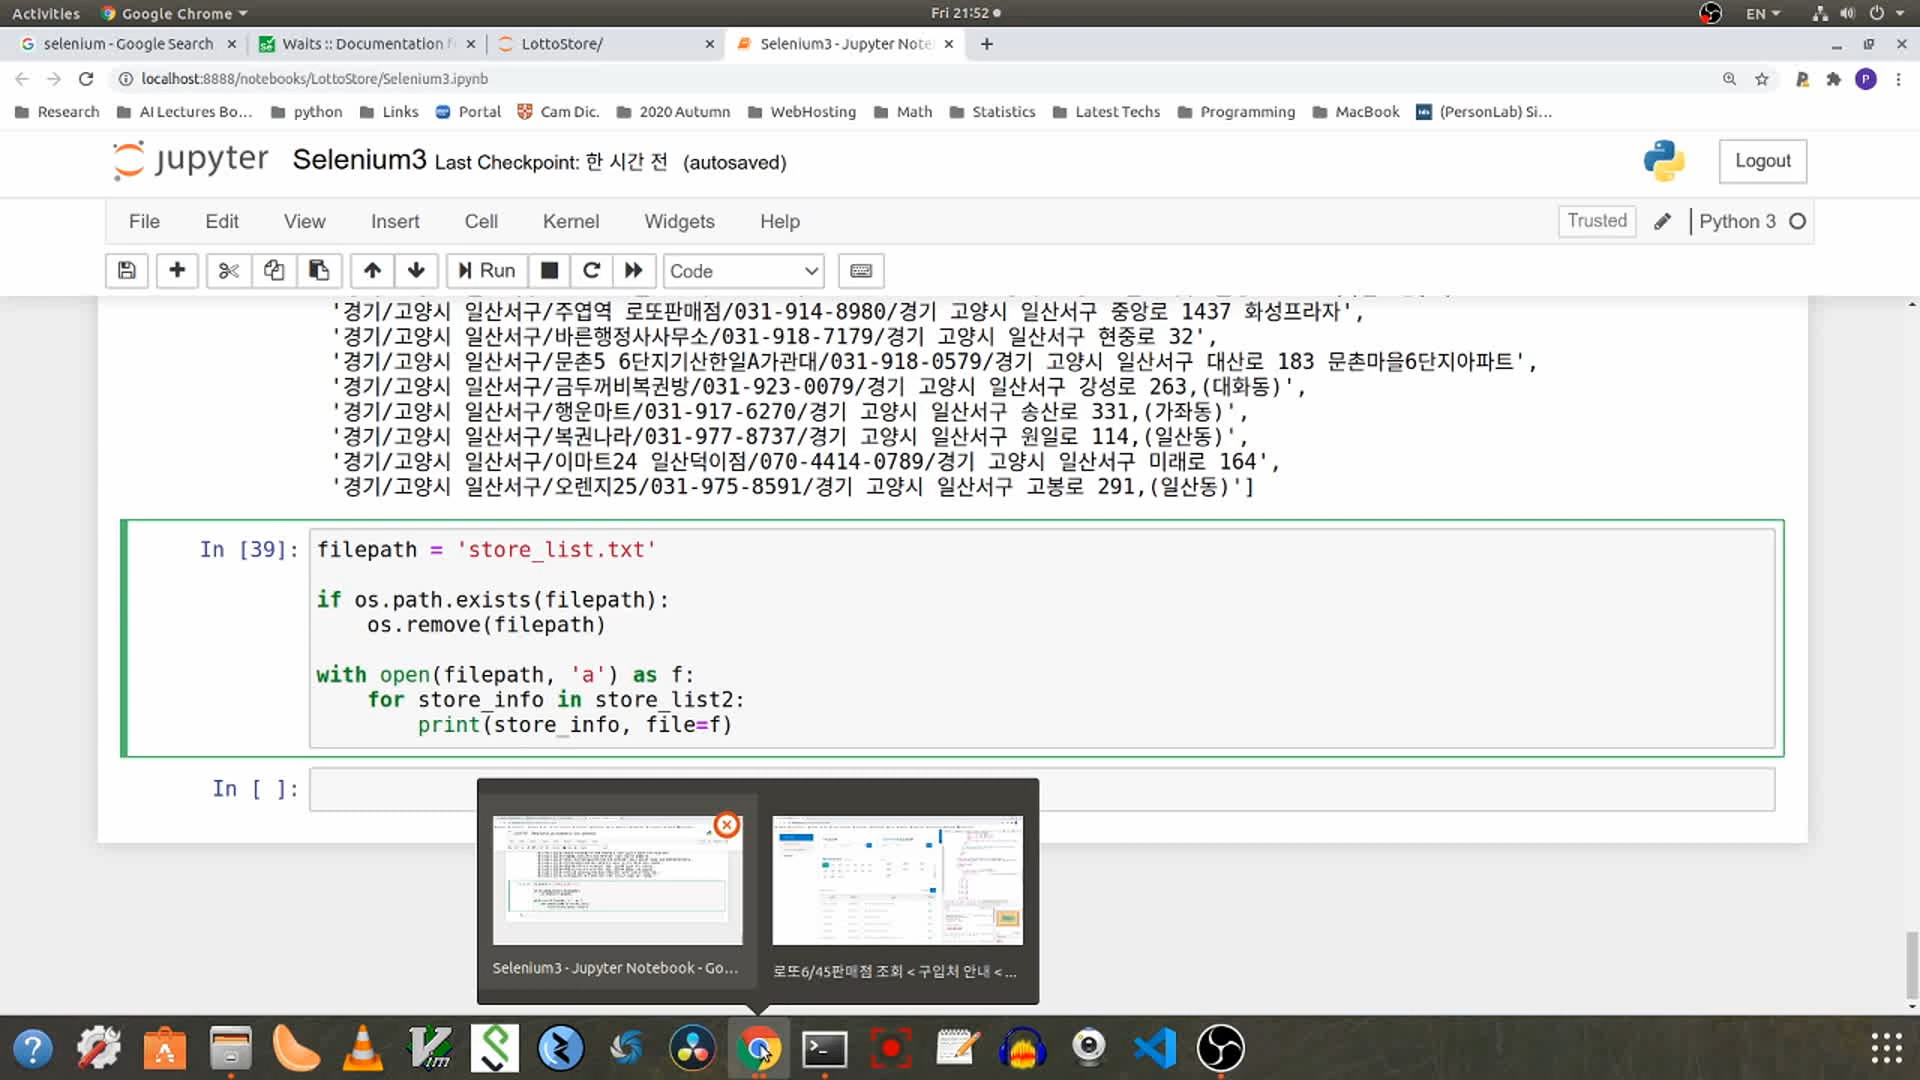 Activities
Google Chrome
Fri 21:52
EN
selenium - Google Search
Waits :: Documentation f
LottoStore/
Selenium3 - Jupyter Note
localhost:8888/notebooks/LottoStore/Selenium3.ipynb
Research
AI Lectures Bo...
python
Links
Portal
Cam Dic.
2020 Autumn
WebHosting
Math
Statistics
Latest Techs
Programming
MacBook
(PersonLab) Si...
jupyter
Selenium3 Last Checkpoint: 한 시간 전 (autosaved)
Logout
File
Edit
View
Insert
Cell
Kernel
Widgets
Help
Trusted
Python 3
Run
Code
'경기/고양시 일산서구/주엽역 로또판매점/031-914-8980/경기 고양시 일산서구 중앙로 1437 화성프라자',
'경기/고양시 일산서구/바른행정사사무소/031-918-7179/경기 고양시 일산서구 현중로 32',
'경기/고양시 일산서구/문촌5 6단지기산한일A가관대/031-918-0579/경기 고양시 일산서구 대산로 183 문촌마을6단지아파트',
'경기/고양시 일산서구/금두꺼비복권방/031-923-0079/경기 고양시 일산서구 강성로 263,(대화동)',
'경기/고양시 일산서구/행운마트/031-917-6270/경기 고양시 일산서구 송산로 331,(가좌동)',
'경기/고양시 일산서구/복권나라/031-977-8737/경기 고양시 일산서구 원일로 114,(일산동)',
'경기/고양시 일산서구/이마트24 일산덕이점/070-4414-0789/경기 고양시 일산서구 미래로 164',
'경기/고양시 일산서구/오렌지25/031-975-8591/경기 고양시 일산서구 고봉로 291,(일산동)']
In [39]:
filepath = 'store_list.txt'
if os.path.exists(filepath):
os.remove(filepath)
with open(filepath, 'a') as f:
for store_info in store_list2:
print(store_info, file=f)
In [ ]:
Selenium3 - Jupyter Notebook - Go...
로또6/45판매점 조회 < 구입처 안내 < ...